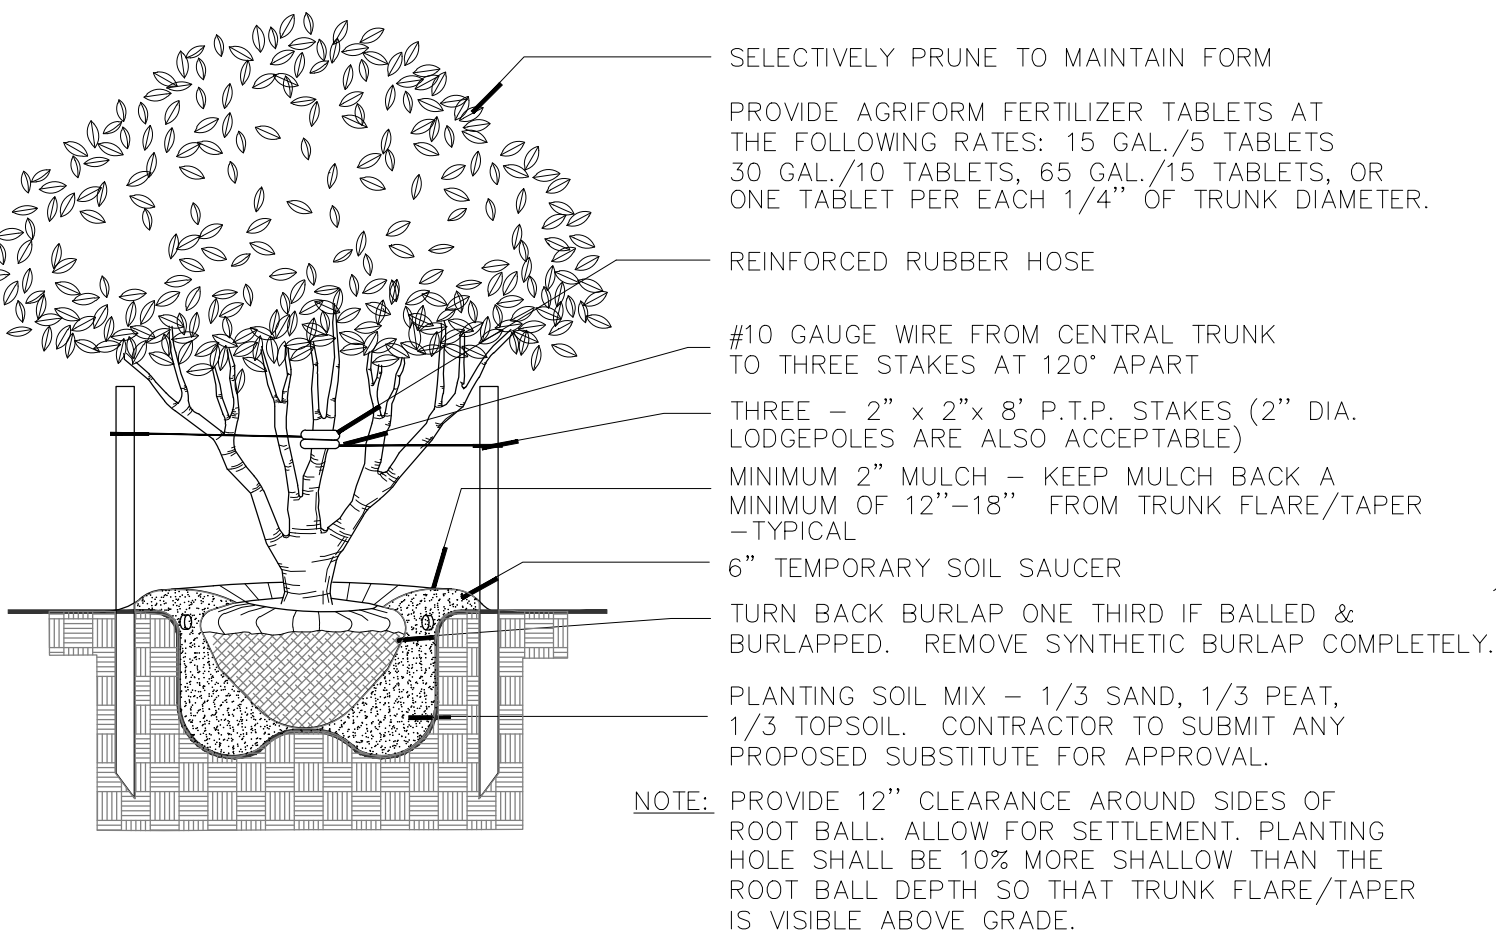 SELECTIVELY PRUNE TO MAINTAIN FORM
PROVIDE AGRIFORM FERTILIZER TABLETS AT
THE FOLLOWING RATES: 15 GAL./5 TABLETS
30 GAL./10 TABLETS, 65 GAL./15 TABLETS, OR
ONE TABLET PER EACH 1/4'' OF TRUNK DIAMETER.
REINFORCED RUBBER HOSE
#10 GAUGE WIRE FROM CENTRAL TRUNK
TO THREE STAKES AT 120° APART
THREE – 2" x 2"x 8' P.T.P. STAKES (2'' DIA.
LODGEPOLES ARE ALSO ACCEPTABLE)
MINIMUM 2" MULCH – KEEP MULCH BACK A
MINIMUM OF 12''–18'' FROM TRUNK FLARE/TAPER
–TYPICAL
6" TEMPORARY SOIL SAUCER
TURN BACK BURLAP ONE THIRD IF BALLED &
BURLAPPED. REMOVE SYNTHETIC BURLAP COMPLETELY.
PLANTING SOIL MIX – 1/3 SAND, 1/3 PEAT,
1/3 TOPSOIL. CONTRACTOR TO SUBMIT ANY
PROPOSED SUBSTITUTE FOR APPROVAL.
NOTE: PROVIDE 12'' CLEARANCE AROUND SIDES OF
ROOT BALL. ALLOW FOR SETTLEMENT. PLANTING
HOLE SHALL BE 10% MORE SHALLOW THAN THE
ROOT BALL DEPTH SO THAT TRUNK FLARE/TAPER
IS VISIBLE ABOVE GRADE.